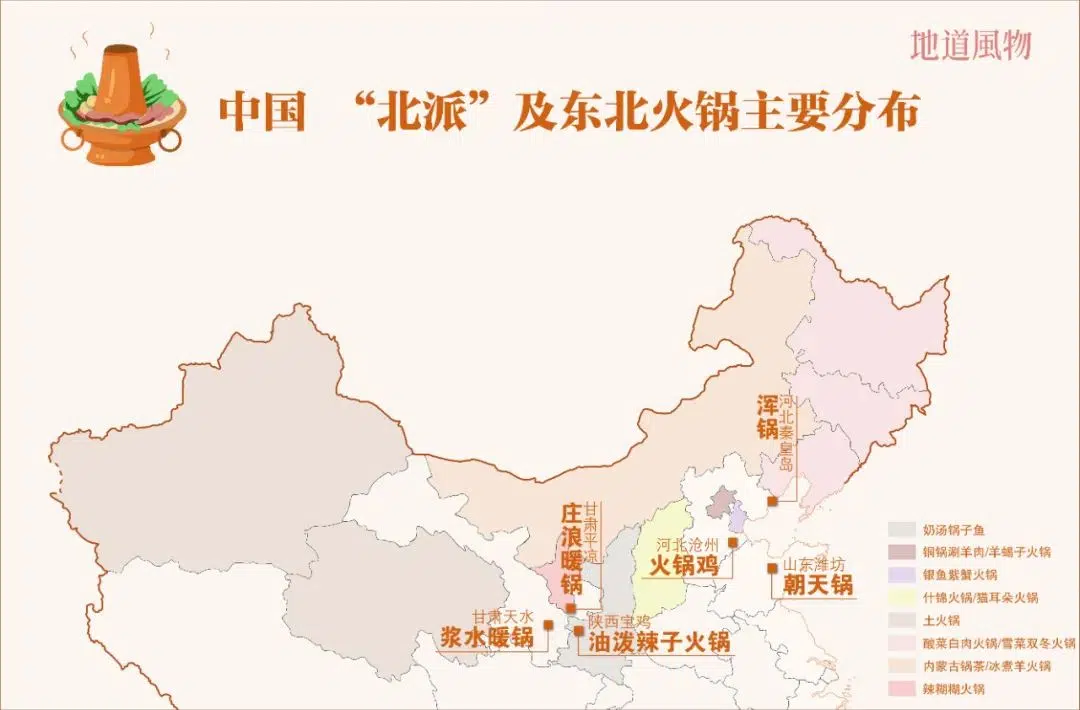 地道風物
中国 “北派”及东北火锅主要分布
河北秦皇岛
浑锅
甘肃平凉
庄浪暖锅
河北沧州
火锅鸡
山东潍坊
朝天锅
甘肃天水
浆水暖锅
陕西宝鸡
油泼辣子火锅
奶汤锅子鱼
铜锅涮羊肉/羊蝎子火锅
银鱼紫蟹火锅
什锦火锅/猫耳朵火锅
土火锅
酸菜白肉火锅/雪菜双冬火锅
内蒙古锅茶/冰煮羊火锅
辣糊糊火锅